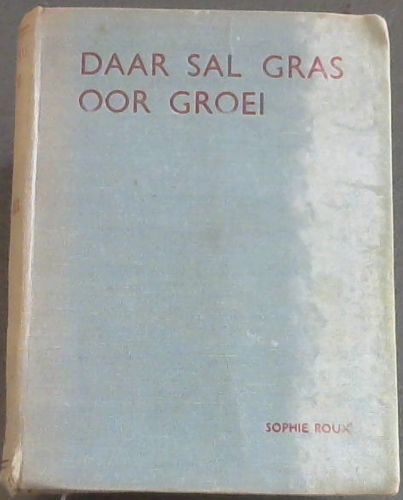 DAAR SAL GRAS
OOR GROEI
SOPHIE ROUX